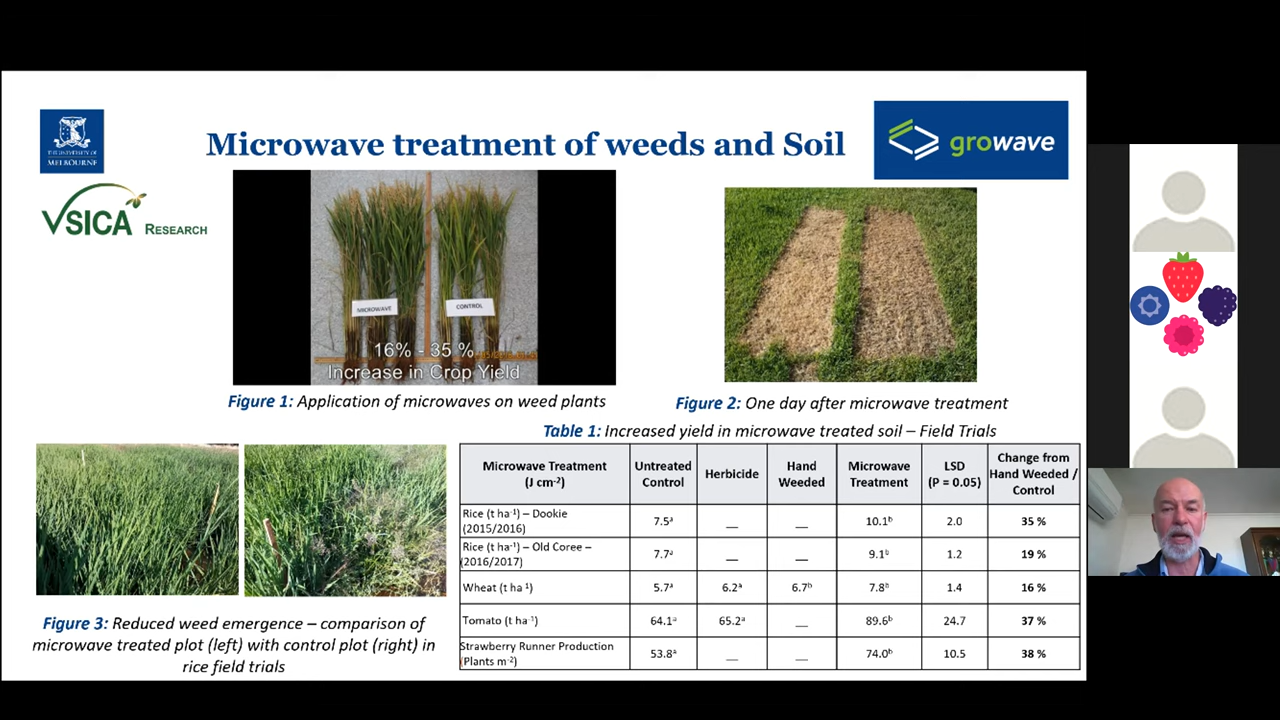 THE UNIVERSITY OF
MELBOURNE
Microwave treatment of weeds and Soil
growave
VSICA RESEARCH
MICROWAVE
CONTROL
16% - 35 %
Increase in Crop Yield
Figure 1: Application of microwaves on weed plants
Figure 2: One day after microwave treatment
Table 1: Increased yield in microwave treated soil – Field Trials
Microwave Treatment (J cm-2) Untreated Control Herbicide Hand Weeded Microwave Treatment LSD (P = 0.05) Change from Hand Weeded / Control
Rice (t ha-1) – Dookie (2015/2016) 7.5a __ __ 10.1b 2.0 35 %
Rice (t ha-1) – Old Coree – (2016/2017) 7.7a __ __ 9.1b 1.2 19 %
Wheat (t ha-1) 5.7a 6.2a 6.7b 7.8b 1.4 16 %
Tomato (t ha-1) 64.1a 65.2a __ 89.6b 24.7 37 %
Strawberry Runner Production (Plants m-2) 53.8a __ __ 74.0b 10.5 38 %
Figure 3: Reduced weed emergence – comparison of
microwave treated plot (left) with control plot (right) in
rice field trials